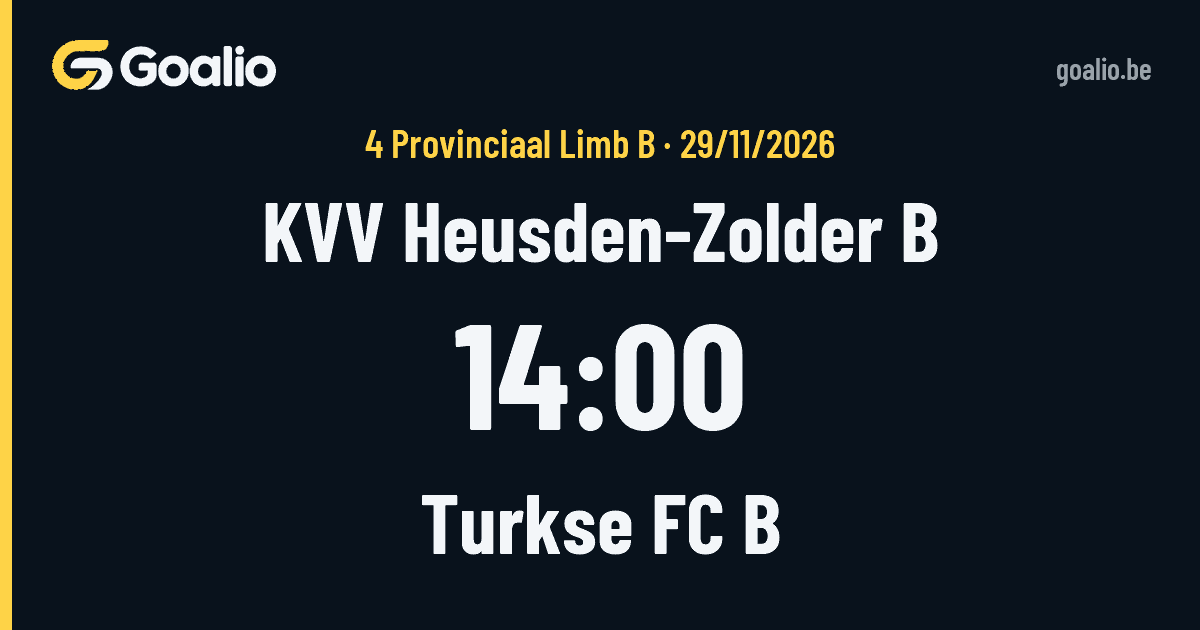 Goalio
goalio.be
4 Provinciaal Limb B · 29/11/2026
KVV Heusden-Zolder B
14:00
Turkse FC B